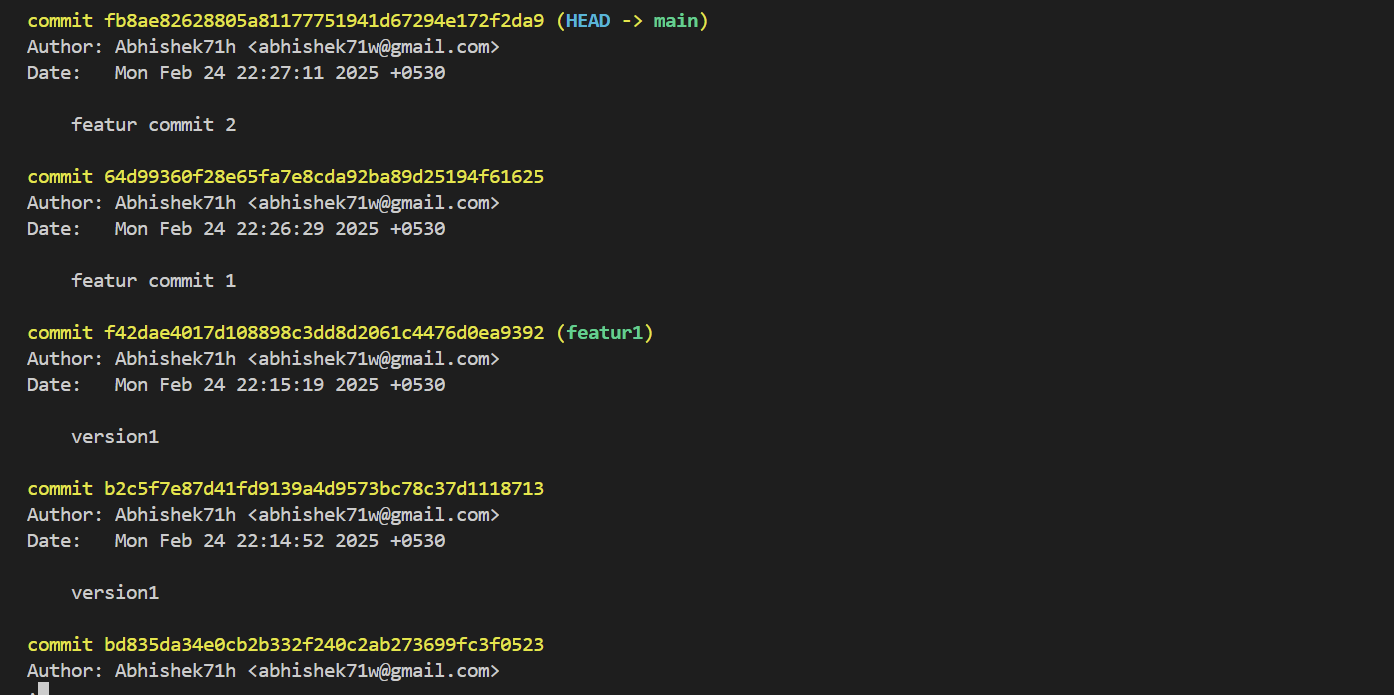 commit fb8ae82628805a81177751941d67294e172f2da9 (HEAD -> main)
Author: Abhishek71h <abhishek71w@gmail.com>
Date:   Mon Feb 24 22:27:11 2025 +0530
featur commit 2
commit 64d99360f28e65fa7e8cda92ba89d25194f61625
Author: Abhishek71h <abhishek71w@gmail.com>
Date:   Mon Feb 24 22:26:29 2025 +0530
featur commit 1
commit f42dae4017d108898c3dd8d2061c4476d0ea9392 (featur1)
Author: Abhishek71h <abhishek71w@gmail.com>
Date:   Mon Feb 24 22:15:19 2025 +0530
version1
commit b2c5f7e87d41fd9139a4d9573bc78c37d1118713
Author: Abhishek71h <abhishek71w@gmail.com>
Date:   Mon Feb 24 22:14:52 2025 +0530
version1
commit bd835da34e0cb2b332f240c2ab273699fc3f0523
Author: Abhishek71h <abhishek71w@gmail.com>
: